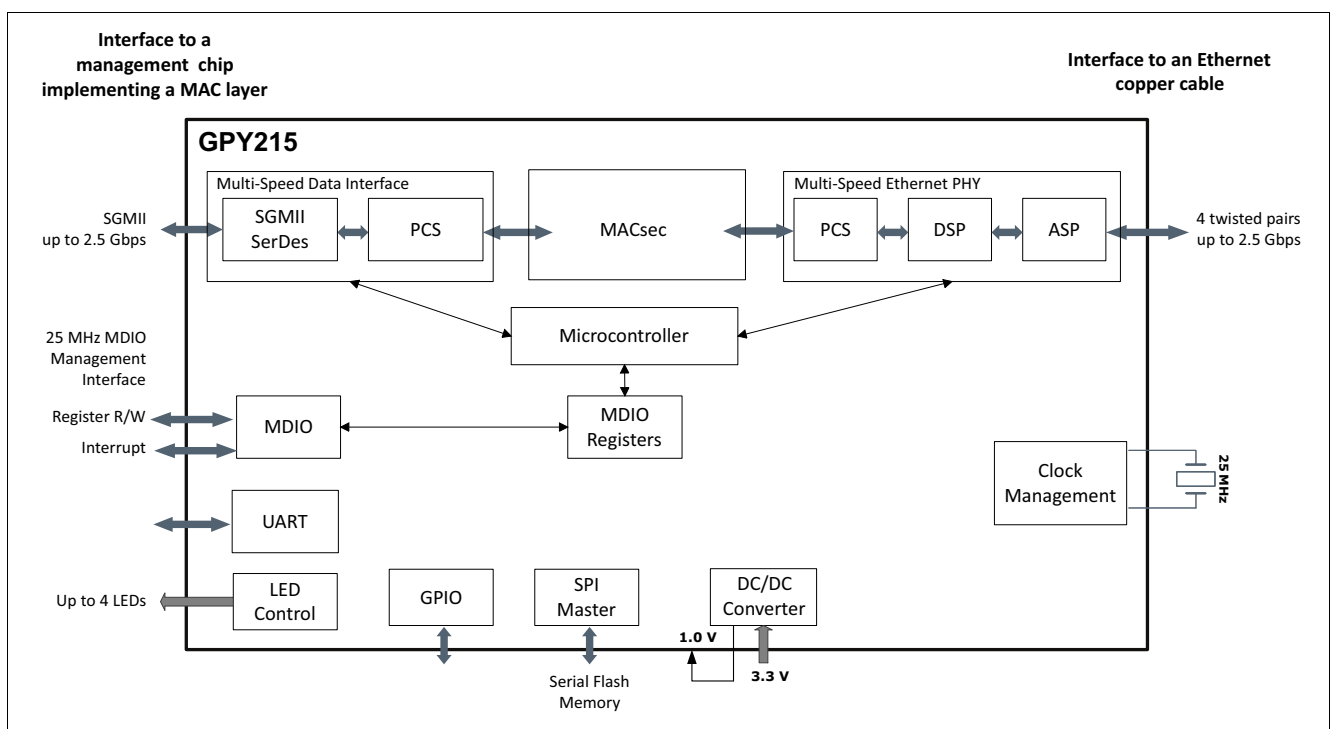 Interface to a
management chip
implementing a MAC layer
Interface to an Ethernet
copper cable
GPY215
Multi-Speed Data Interface
SGMII
SerDes
PCS
MACsec
Multi-Speed Ethernet PHY
PCS
DSP
ASP
SGMII
up to 2.5 Gbps
4 twisted pairs
up to 2.5 Gbps
Microcontroller
25 MHz MDIO
Management
Interface
Register R/W
Interrupt
MDIO
MDIO
Registers
Clock
Management
25 MHz
UART
Up to 4 LEDs
LED
Control
GPIO
SPI
Master
DC/DC
Converter
1.0 V
3.3 V
Serial Flash
Memory